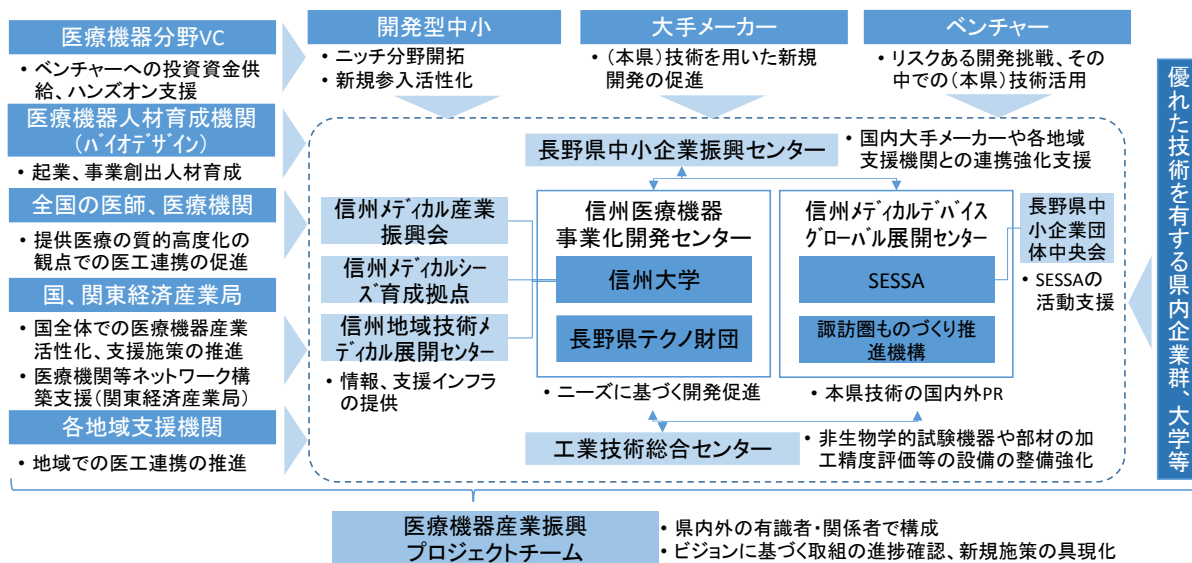 医療機器分野VC
• ベンチャーへの投資資金供
給、ハンズオン支援
医療機器人材育成機関
(ﾊﾞｲｵﾃﾞｻﾞｲﾝ)
• 起業、事業創出人材育成
全国の医師、医療機関
• 提供医療の質的高度化の
観点での医工連携の促進
国、関東経済産業局
• 国全体での医療機器産業
活性化、支援施策の推進
• 医療機関等ネットワーク構
築支援(関東経済産業局)
各地域支援機関
• 地域での医工連携の推進
開発型中小
• ニッチ分野開拓
• 新規参入活性化
大手メーカー
• (本県)技術を用いた新規
開発の促進
ベンチャー
• リスクある開発挑戦、その
中での(本県)技術活用
長野県中小企業振興センター
• 国内大手メーカーや各地域
支援機関との連携強化支援
信州メディカル産業
振興会
信州メディカルシー
ズ育成拠点
信州地域技術メ
ディカル展開センター
• 情報、支援インフラ
の提供
信州医療機器
事業化開発センター
信州大学
長野県テクノ財団
• ニーズに基づく開発促進
信州メディカルデバイス
グローバル展開センター
SESSA
諏訪圏ものづくり推
進機構
• 本県技術の国内外PR
長野県中
小企業団
体中央会
• SESSAの
活動支援
工業技術総合センター
• 非生物学的試験機器や部材の加
工精度評価等の設備の整備強化
優れた技術を有する県内企業群、大学等
医療機器産業振興
プロジェクトチーム
• 県内外の有識者・関係者で構成
• ビジョンに基づく取組の進捗確認、新規施策の具現化